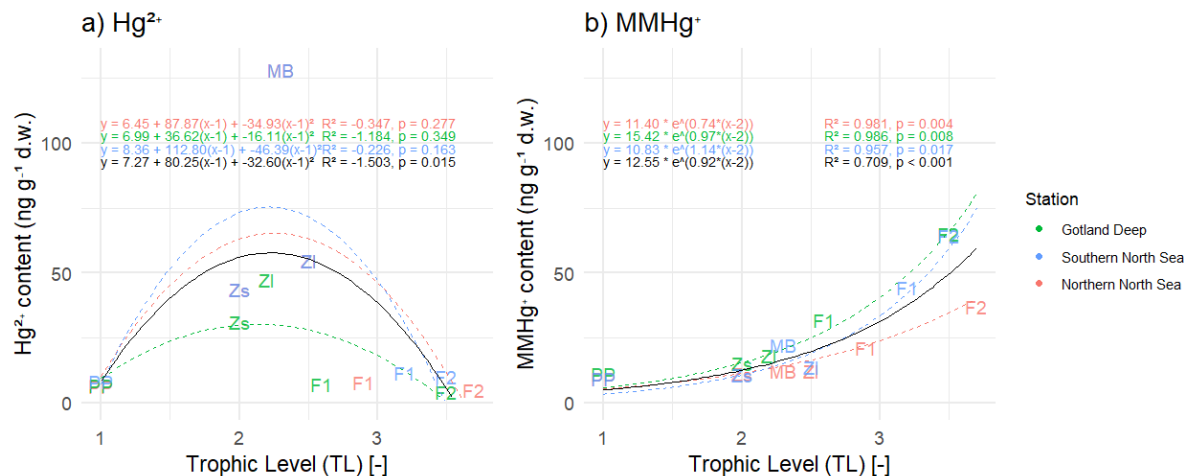 a) Hg²⁺
b) MMHg⁺
Hg²⁺ content (ng g⁻¹ d.w.)
100
50
0
y = 6.45 + 87.87(x-1) + -34.93(x-1)² R² = -0.347, p = 0.277
y = 6.99 + 36.62(x-1) + -16.11(x-1)² R² = -1.184, p = 0.349
y = 8.36 + 112.80(x-1) + -46.39(x-1)² R² = -0.226, p = 0.163
y = 7.27 + 80.25(x-1) + -32.60(x-1)² R² = -1.503, p = 0.015
MB
Zl
Zl
Zs
Zs
PP
F1
F1
F1
F2
F2
F2
1 2 3
Trophic Level (TL) [-]
MMHg⁺ content (ng g⁻¹ d.w.)
100
50
0
y = 11.40 * e^(0.74*(x-2)) R² = 0.981, p = 0.004
y = 15.42 * e^(0.97*(x-2)) R² = 0.986, p = 0.008
y = 10.83 * e^(1.14*(x-2)) R² = 0.957, p = 0.017
y = 12.55 * e^(0.92*(x-2)) R² = 0.709, p < 0.001
F2
F1
F1
F2
F1
MB
Zl
Zs
MB
Zl
Zs
PP
1 2 3
Trophic Level (TL) [-]
Station
Gotland Deep
Southern North Sea
Northern North Sea